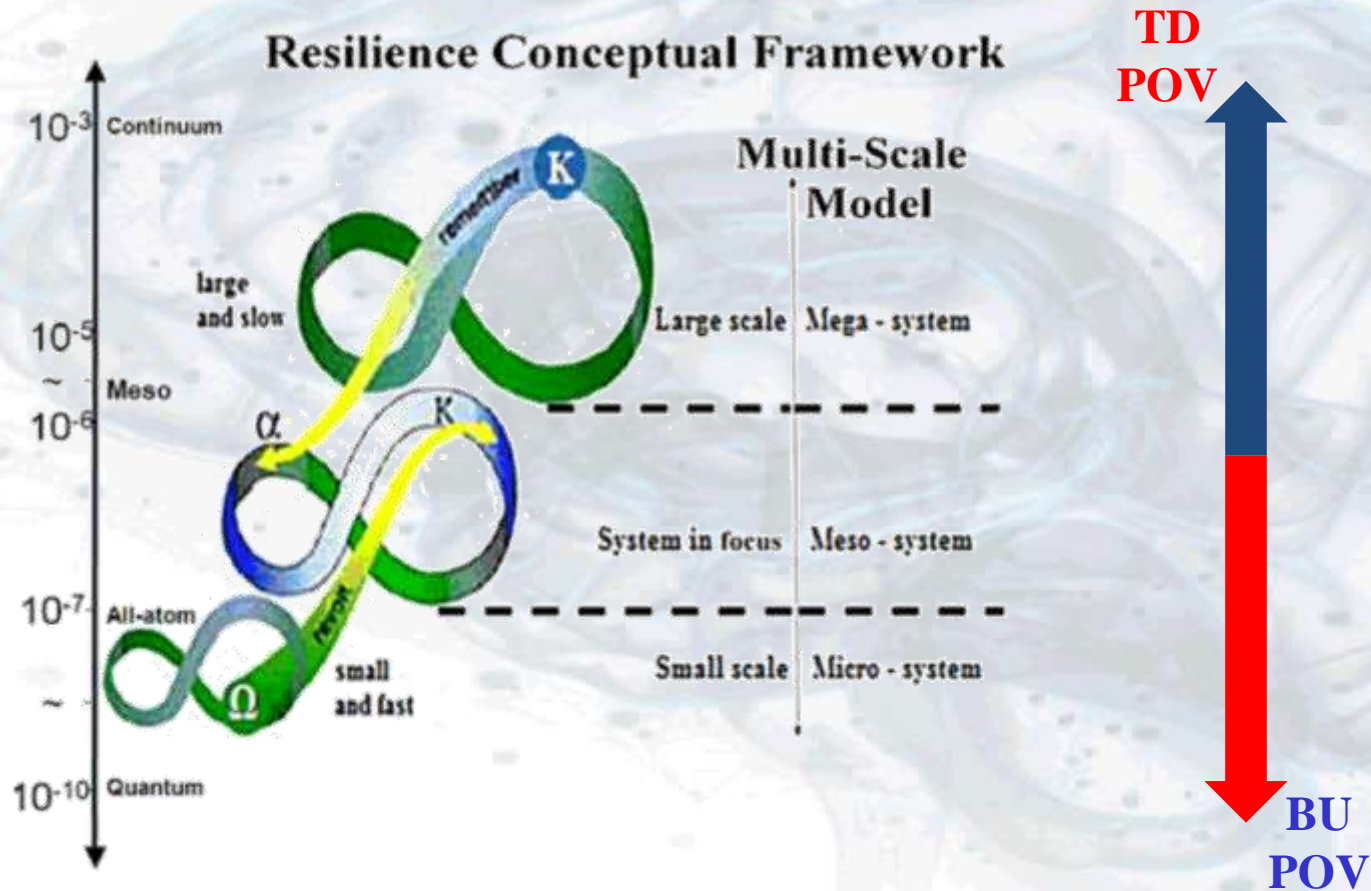 Resilience Conceptual Framework
TD
POV
10-3 Continuum
K
remember
Multi-Scale
Model
large
and slow
10-5
Large scale Mega - system
~
Meso
10-6
α
K
System in focus Meso - system
10-7
All-atom
revolt
small
and fast
Small scale Micro - system
Ω
~
10-10 Quantum
BU
POV